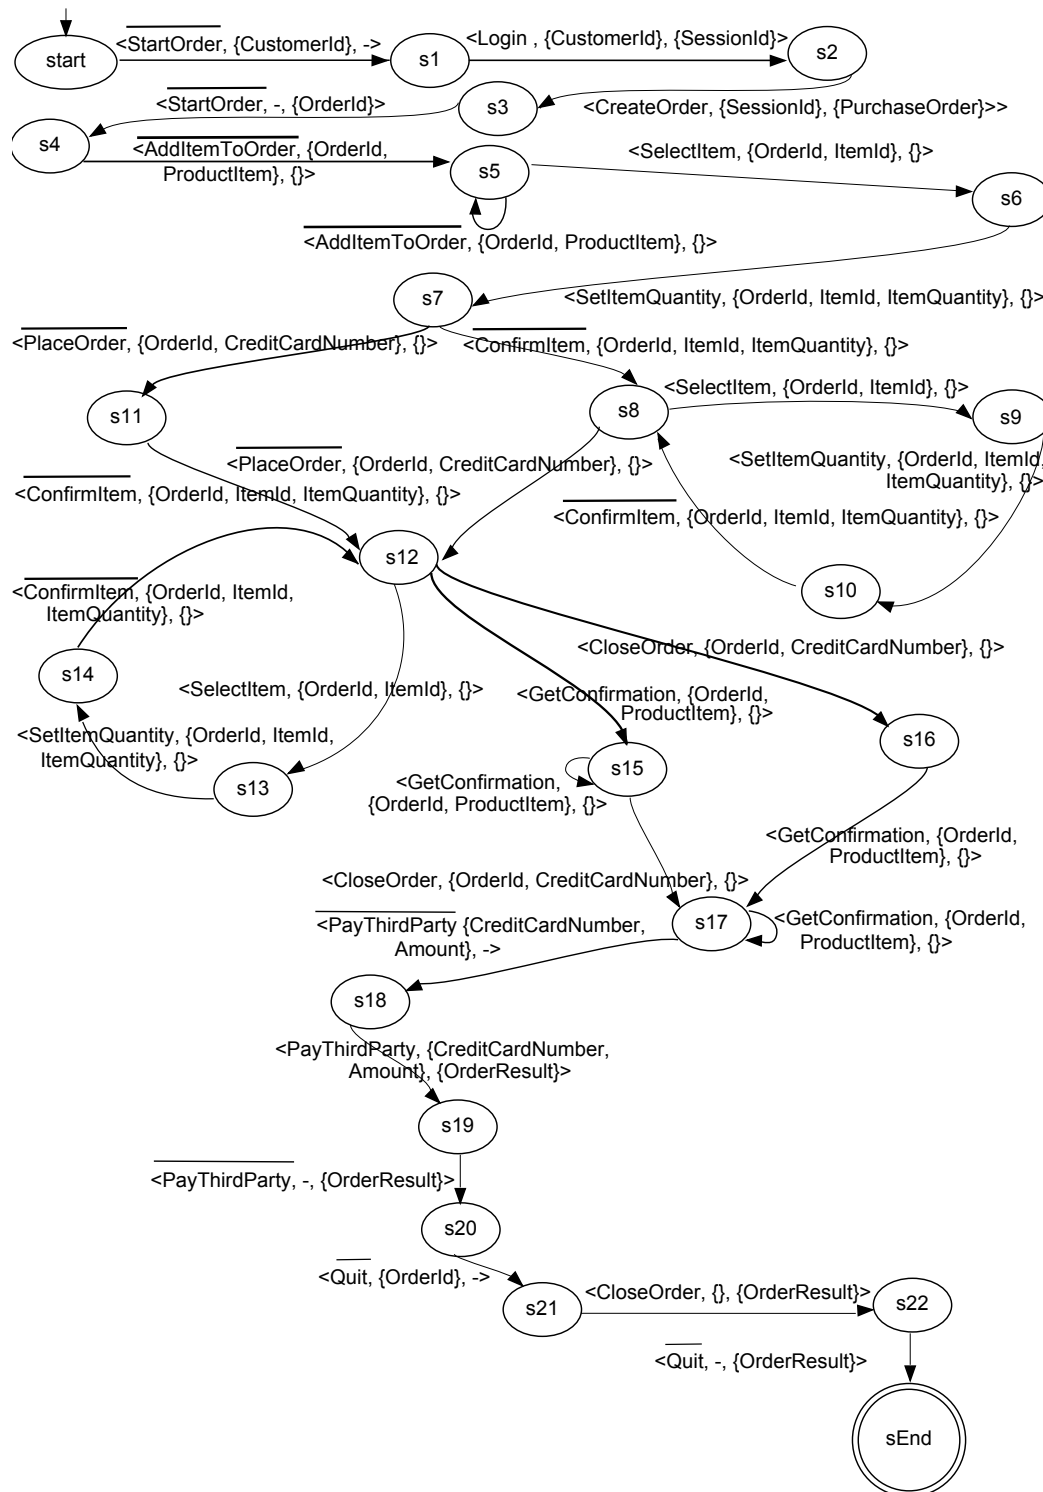 <StartOrder, {CustomerId}, ->
<Login , {CustomerId}, {SessionId}>
start
s1
s2
<StartOrder, -, {OrderId}>
s3
<CreateOrder, {SessionId}, {PurchaseOrder}>>
s4
<AddItemToOrder, {OrderId,
ProductItem}, {}>
s5
<SelectItem, {OrderId, ItemId}, {}>
s6
<AddItemToOrder, {OrderId, ProductItem}, {}>
s7
<SetItemQuantity, {OrderId, ItemId, ItemQuantity}, {}>
<PlaceOrder, {OrderId, CreditCardNumber}, {}>
<ConfirmItem, {OrderId, ItemId, ItemQuantity}, {}>
s11
s8
<SelectItem, {OrderId, ItemId}, {}>
s9
<PlaceOrder, {OrderId, CreditCardNumber}, {}>
<SetItemQuantity, {OrderId, ItemId,
ItemQuantity}, {}>
<ConfirmItem, {OrderId, ItemId, ItemQuantity}, {}>
<ConfirmItem, {OrderId, ItemId, ItemQuantity}, {}>
s12
s10
<ConfirmItem, {OrderId, ItemId,
ItemQuantity}, {}>
<CloseOrder, {OrderId, CreditCardNumber}, {}>
s14
<SelectItem, {OrderId, ItemId}, {}>
<GetConfirmation, {OrderId,
ProductItem}, {}>
<SetItemQuantity, {OrderId, ItemId,
ItemQuantity}, {}>
s13
s15
s16
<GetConfirmation,
{OrderId, ProductItem}, {}>
<GetConfirmation, {OrderId,
ProductItem}, {}>
<CloseOrder, {OrderId, CreditCardNumber}, {}>
<PayThirdParty {CreditCardNumber,
Amount}, ->
s17
<GetConfirmation, {OrderId,
ProductItem}, {}>
s18
<PayThirdParty, {CreditCardNumber,
Amount}, {OrderResult}>
s19
<PayThirdParty, -, {OrderResult}>
s20
<Quit, {OrderId}, ->
s21
<CloseOrder, {}, {OrderResult}>
s22
<Quit, -, {OrderResult}>
sEnd